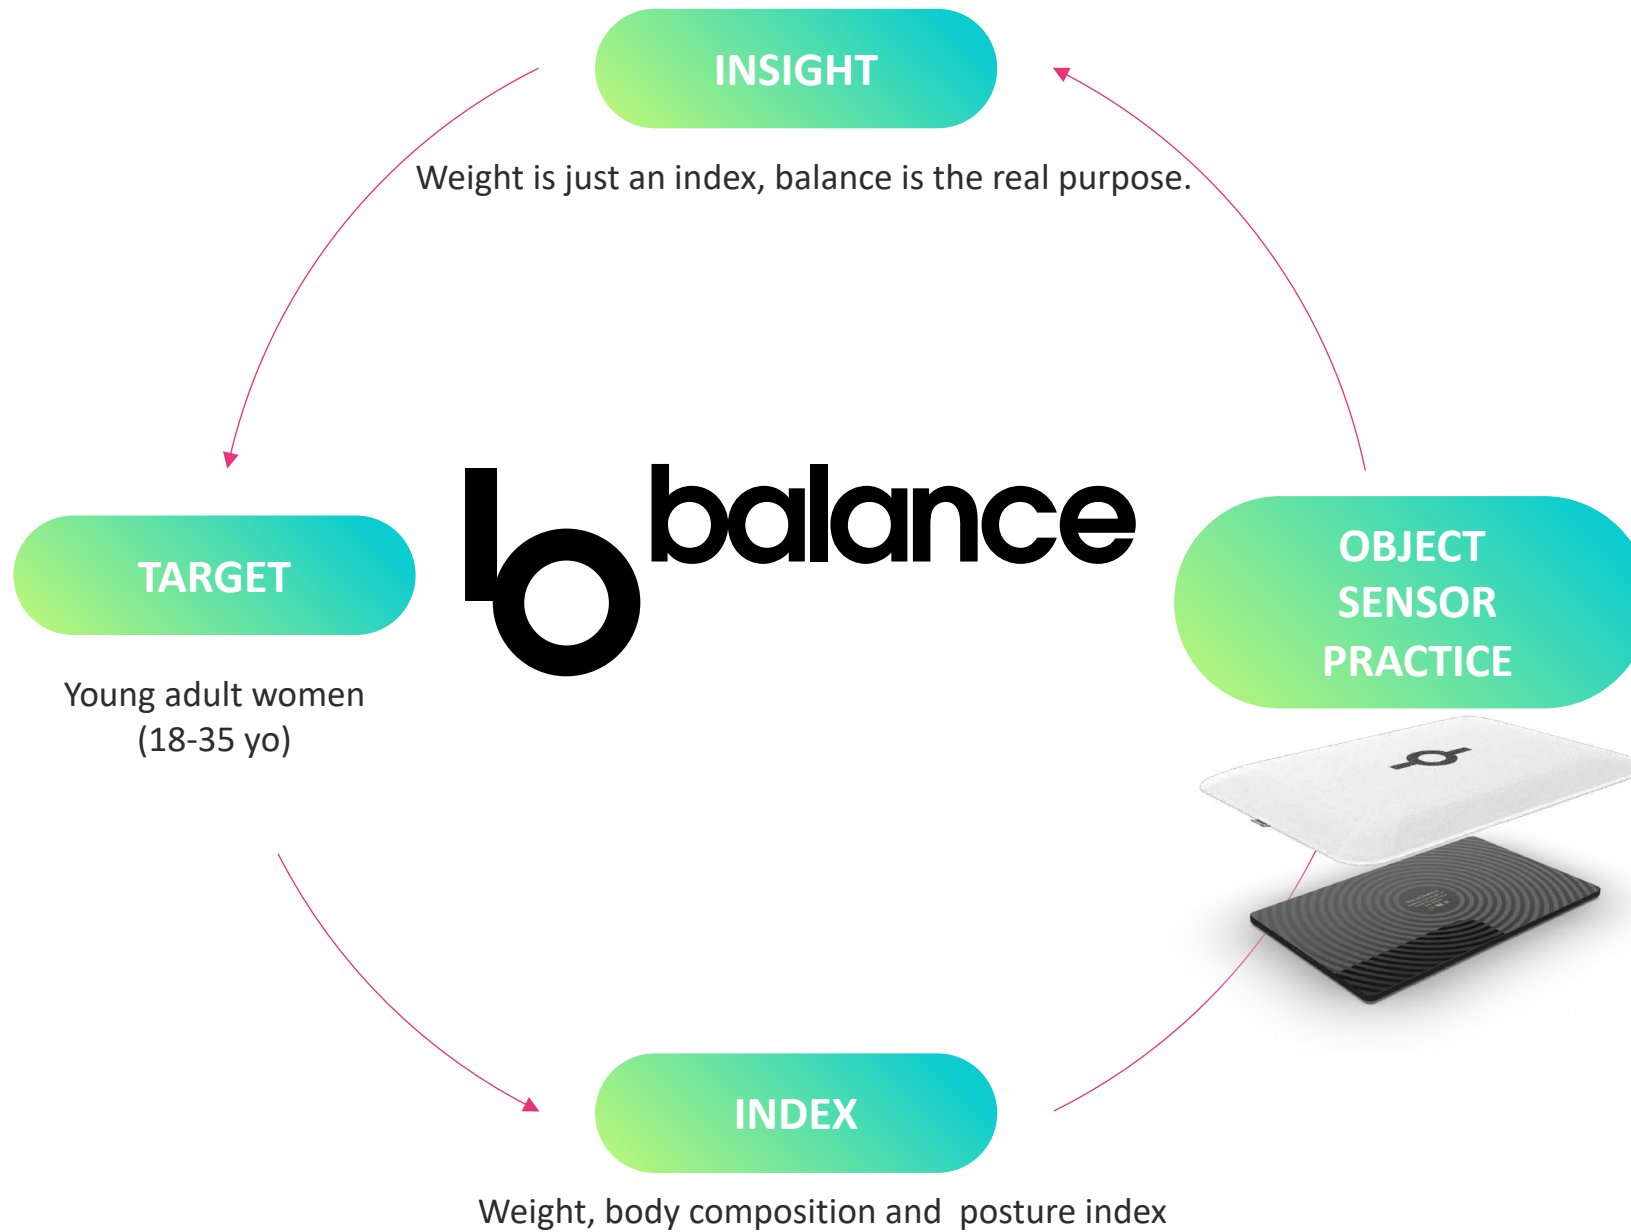 INSIGHT
Weight is just an index, balance is the real purpose.
balance
TARGET
Young adult women
(18-35 yo)
OBJECT
SENSOR
PRACTICE
INDEX
Weight, body composition and  posture index